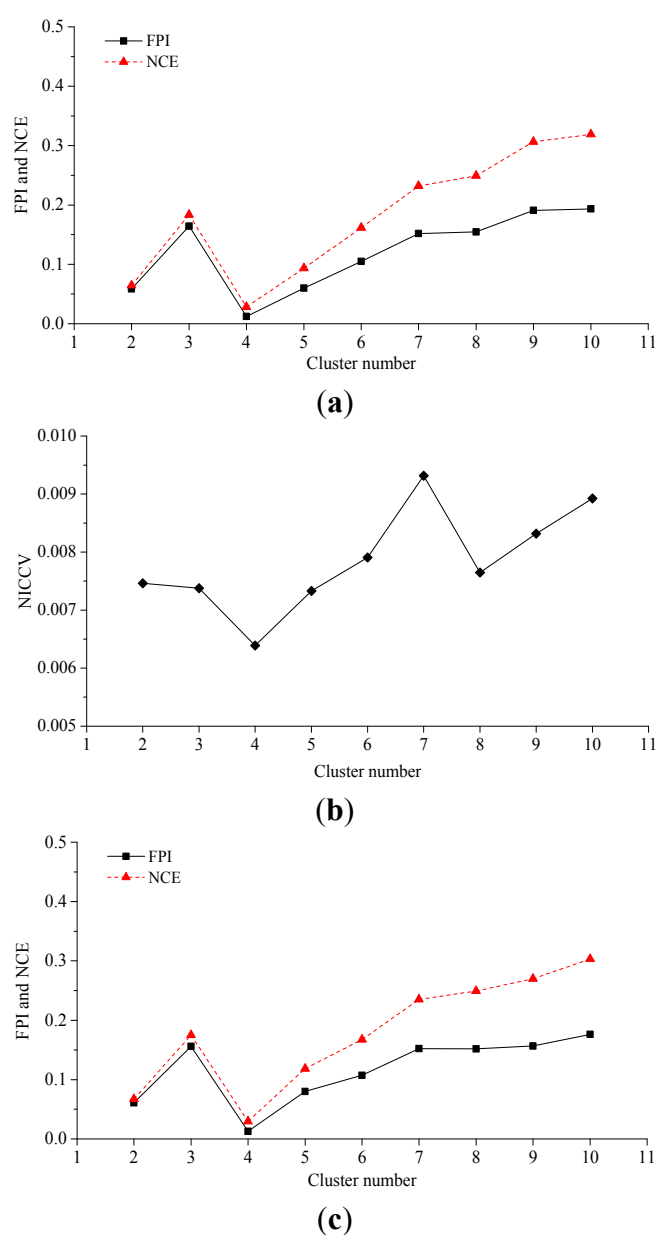 0.5
FPI
NCE
0.4
0.3
0.2
0.1
0.0
FPI and NCE
1 2 3 4 5 6 7 8 9 10 11
Cluster number
(a)
0.010
0.009
0.008
0.007
0.006
0.005
NICCV
1 2 3 4 5 6 7 8 9 10 11
Cluster number
(b)
0.5
FPI
NCE
0.4
0.3
0.2
0.1
0.0
FPI and NCE
1 2 3 4 5 6 7 8 9 10 11
Cluster number
(c)